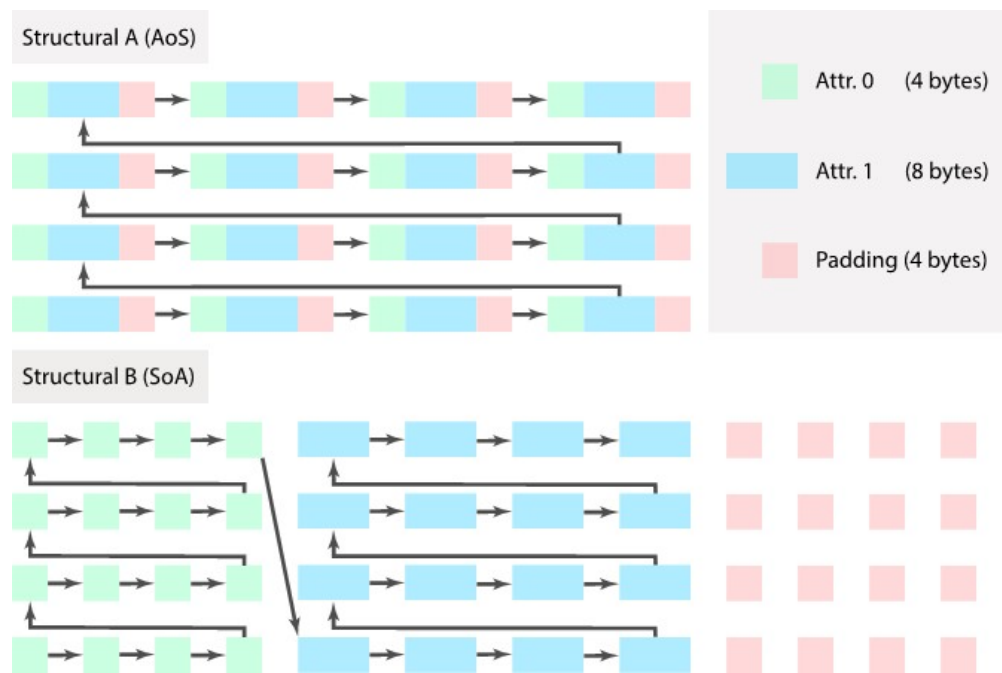 Structural A (AoS)
Attr. 0 (4 bytes)
Attr. 1 (8 bytes)
Padding (4 bytes)
Structural B (SoA)